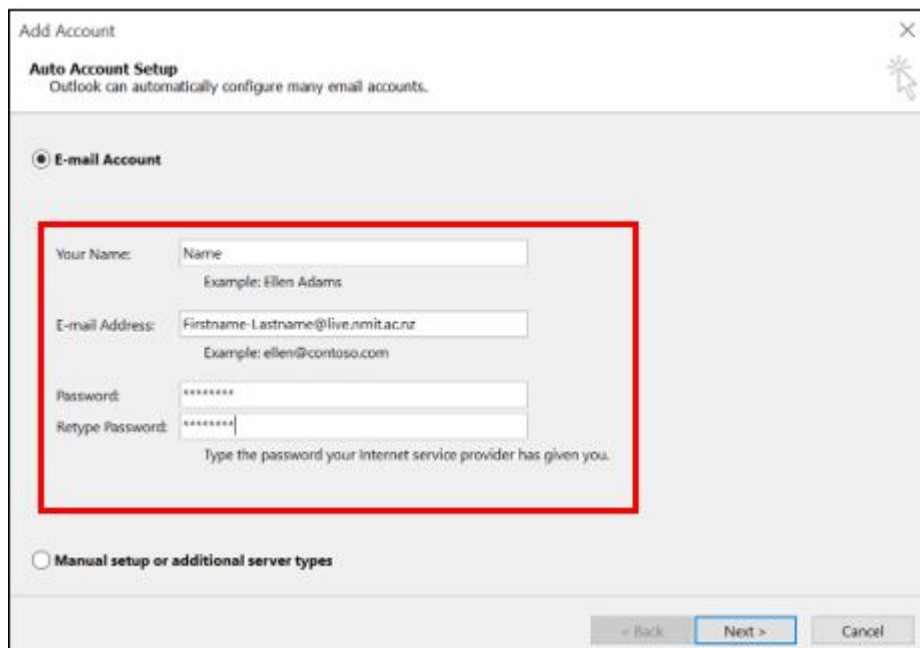 Add Account
Auto Account Setup
Outlook can automatically configure many email accounts.
E-mail Account
Your Name: Name
Example: Ellen Adams
E-mail Address: Firstname-Lastname@live.nmit.ac.nz
Example: ellen@contoso.com
Password: ********
Retype Password: ********
Type the password your Internet service provider has given you.
Manual setup or additional server types
< Back Next > Cancel